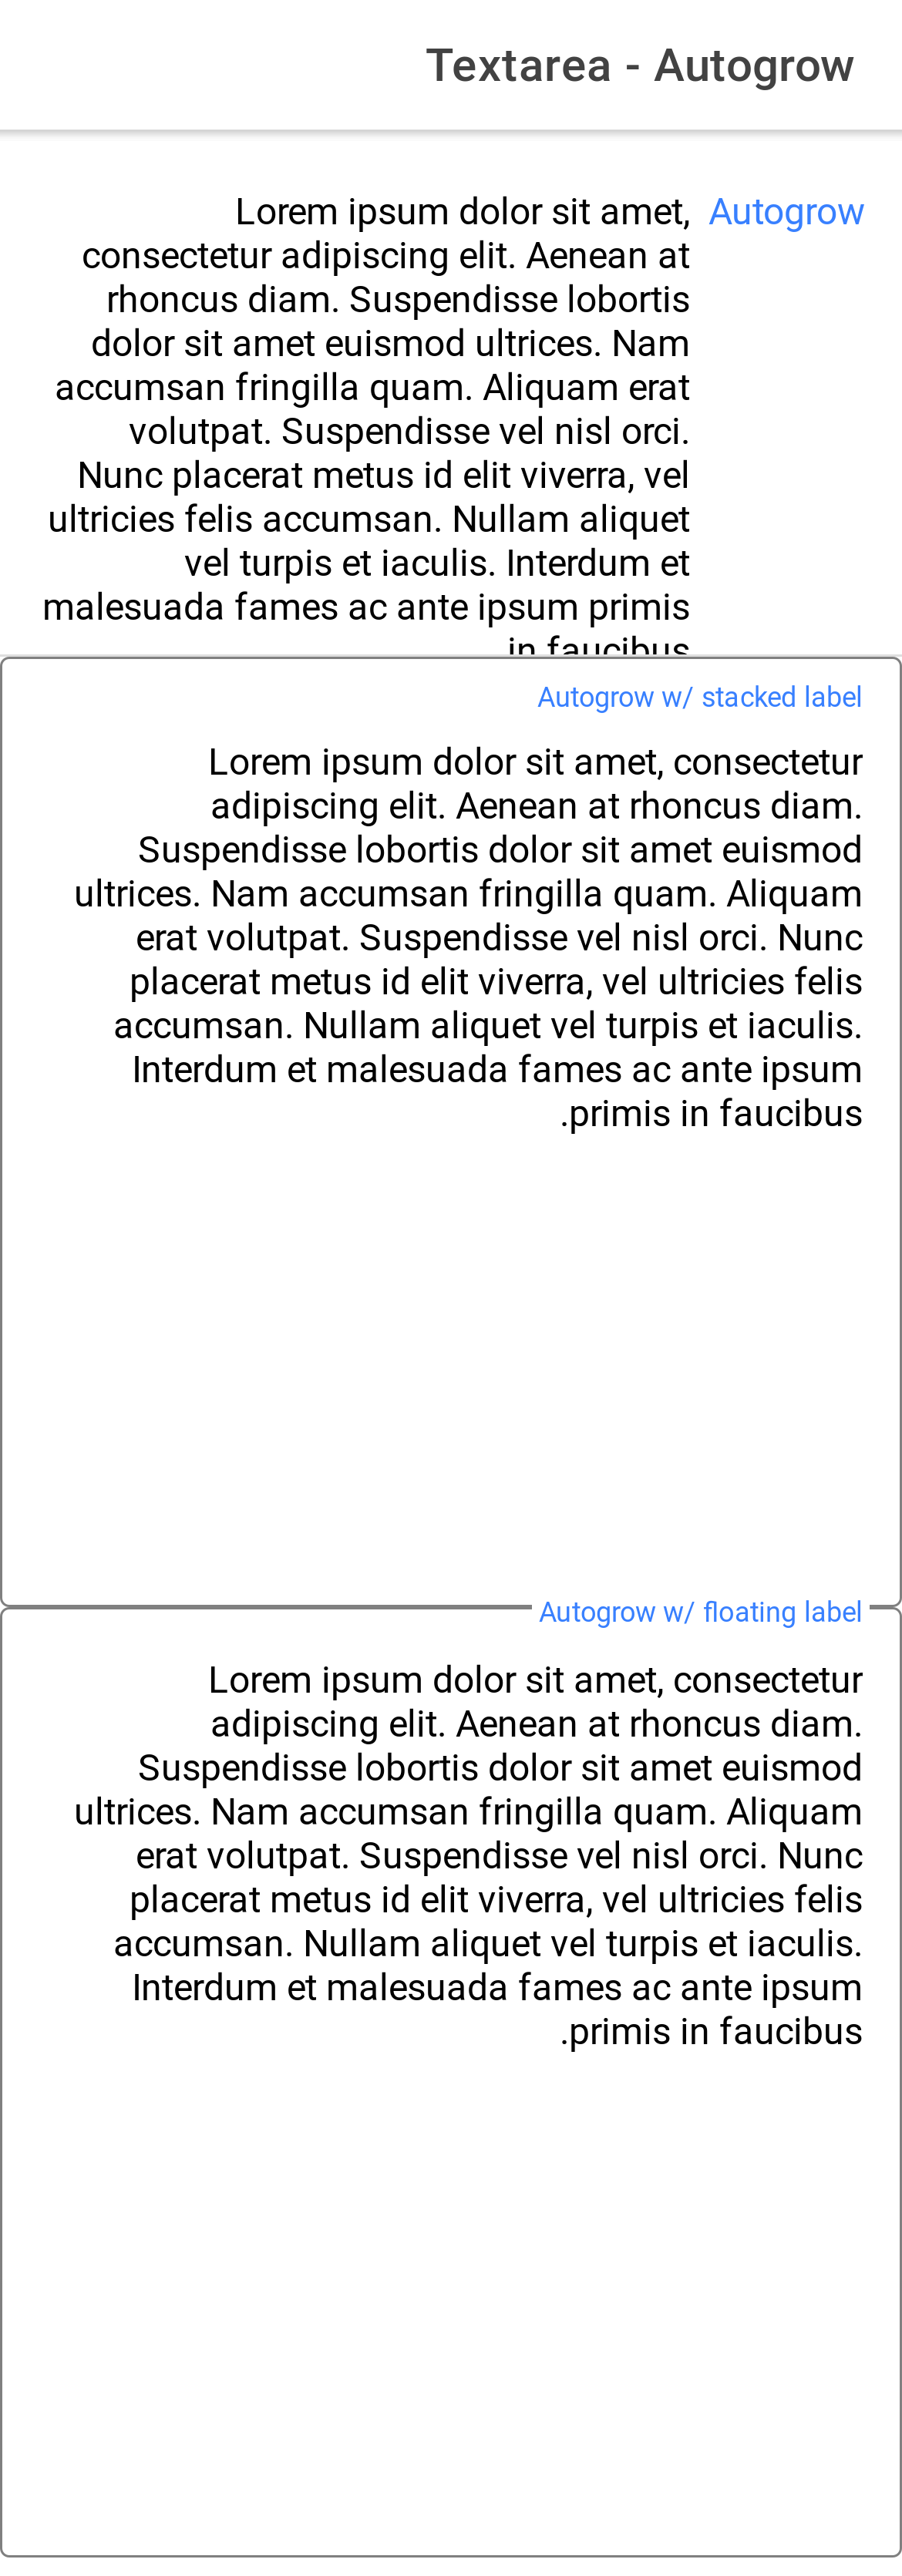 Textarea - Autogrow
Autogrow
Lorem ipsum dolor sit amet,
consectetur adipiscing elit. Aenean at
rhoncus diam. Suspendisse lobortis
dolor sit amet euismod ultrices. Nam
accumsan fringilla quam. Aliquam erat
volutpat. Suspendisse vel nisl orci.
Nunc placerat metus id elit viverra, vel
ultricies felis accumsan. Nullam aliquet
vel turpis et iaculis. Interdum et
malesuada fames ac ante ipsum primis
in faucibus
Autogrow w/ stacked label
Lorem ipsum dolor sit amet, consectetur
adipiscing elit. Aenean at rhoncus diam.
Suspendisse lobortis dolor sit amet euismod
ultrices. Nam accumsan fringilla quam. Aliquam
erat volutpat. Suspendisse vel nisl orci. Nunc
placerat metus id elit viverra, vel ultricies felis
accumsan. Nullam aliquet vel turpis et iaculis.
Interdum et malesuada fames ac ante ipsum
.primis in faucibus
Autogrow w/ floating label
Lorem ipsum dolor sit amet, consectetur
adipiscing elit. Aenean at rhoncus diam.
Suspendisse lobortis dolor sit amet euismod
ultrices. Nam accumsan fringilla quam. Aliquam
erat volutpat. Suspendisse vel nisl orci. Nunc
placerat metus id elit viverra, vel ultricies felis
accumsan. Nullam aliquet vel turpis et iaculis.
Interdum et malesuada fames ac ante ipsum
.primis in faucibus